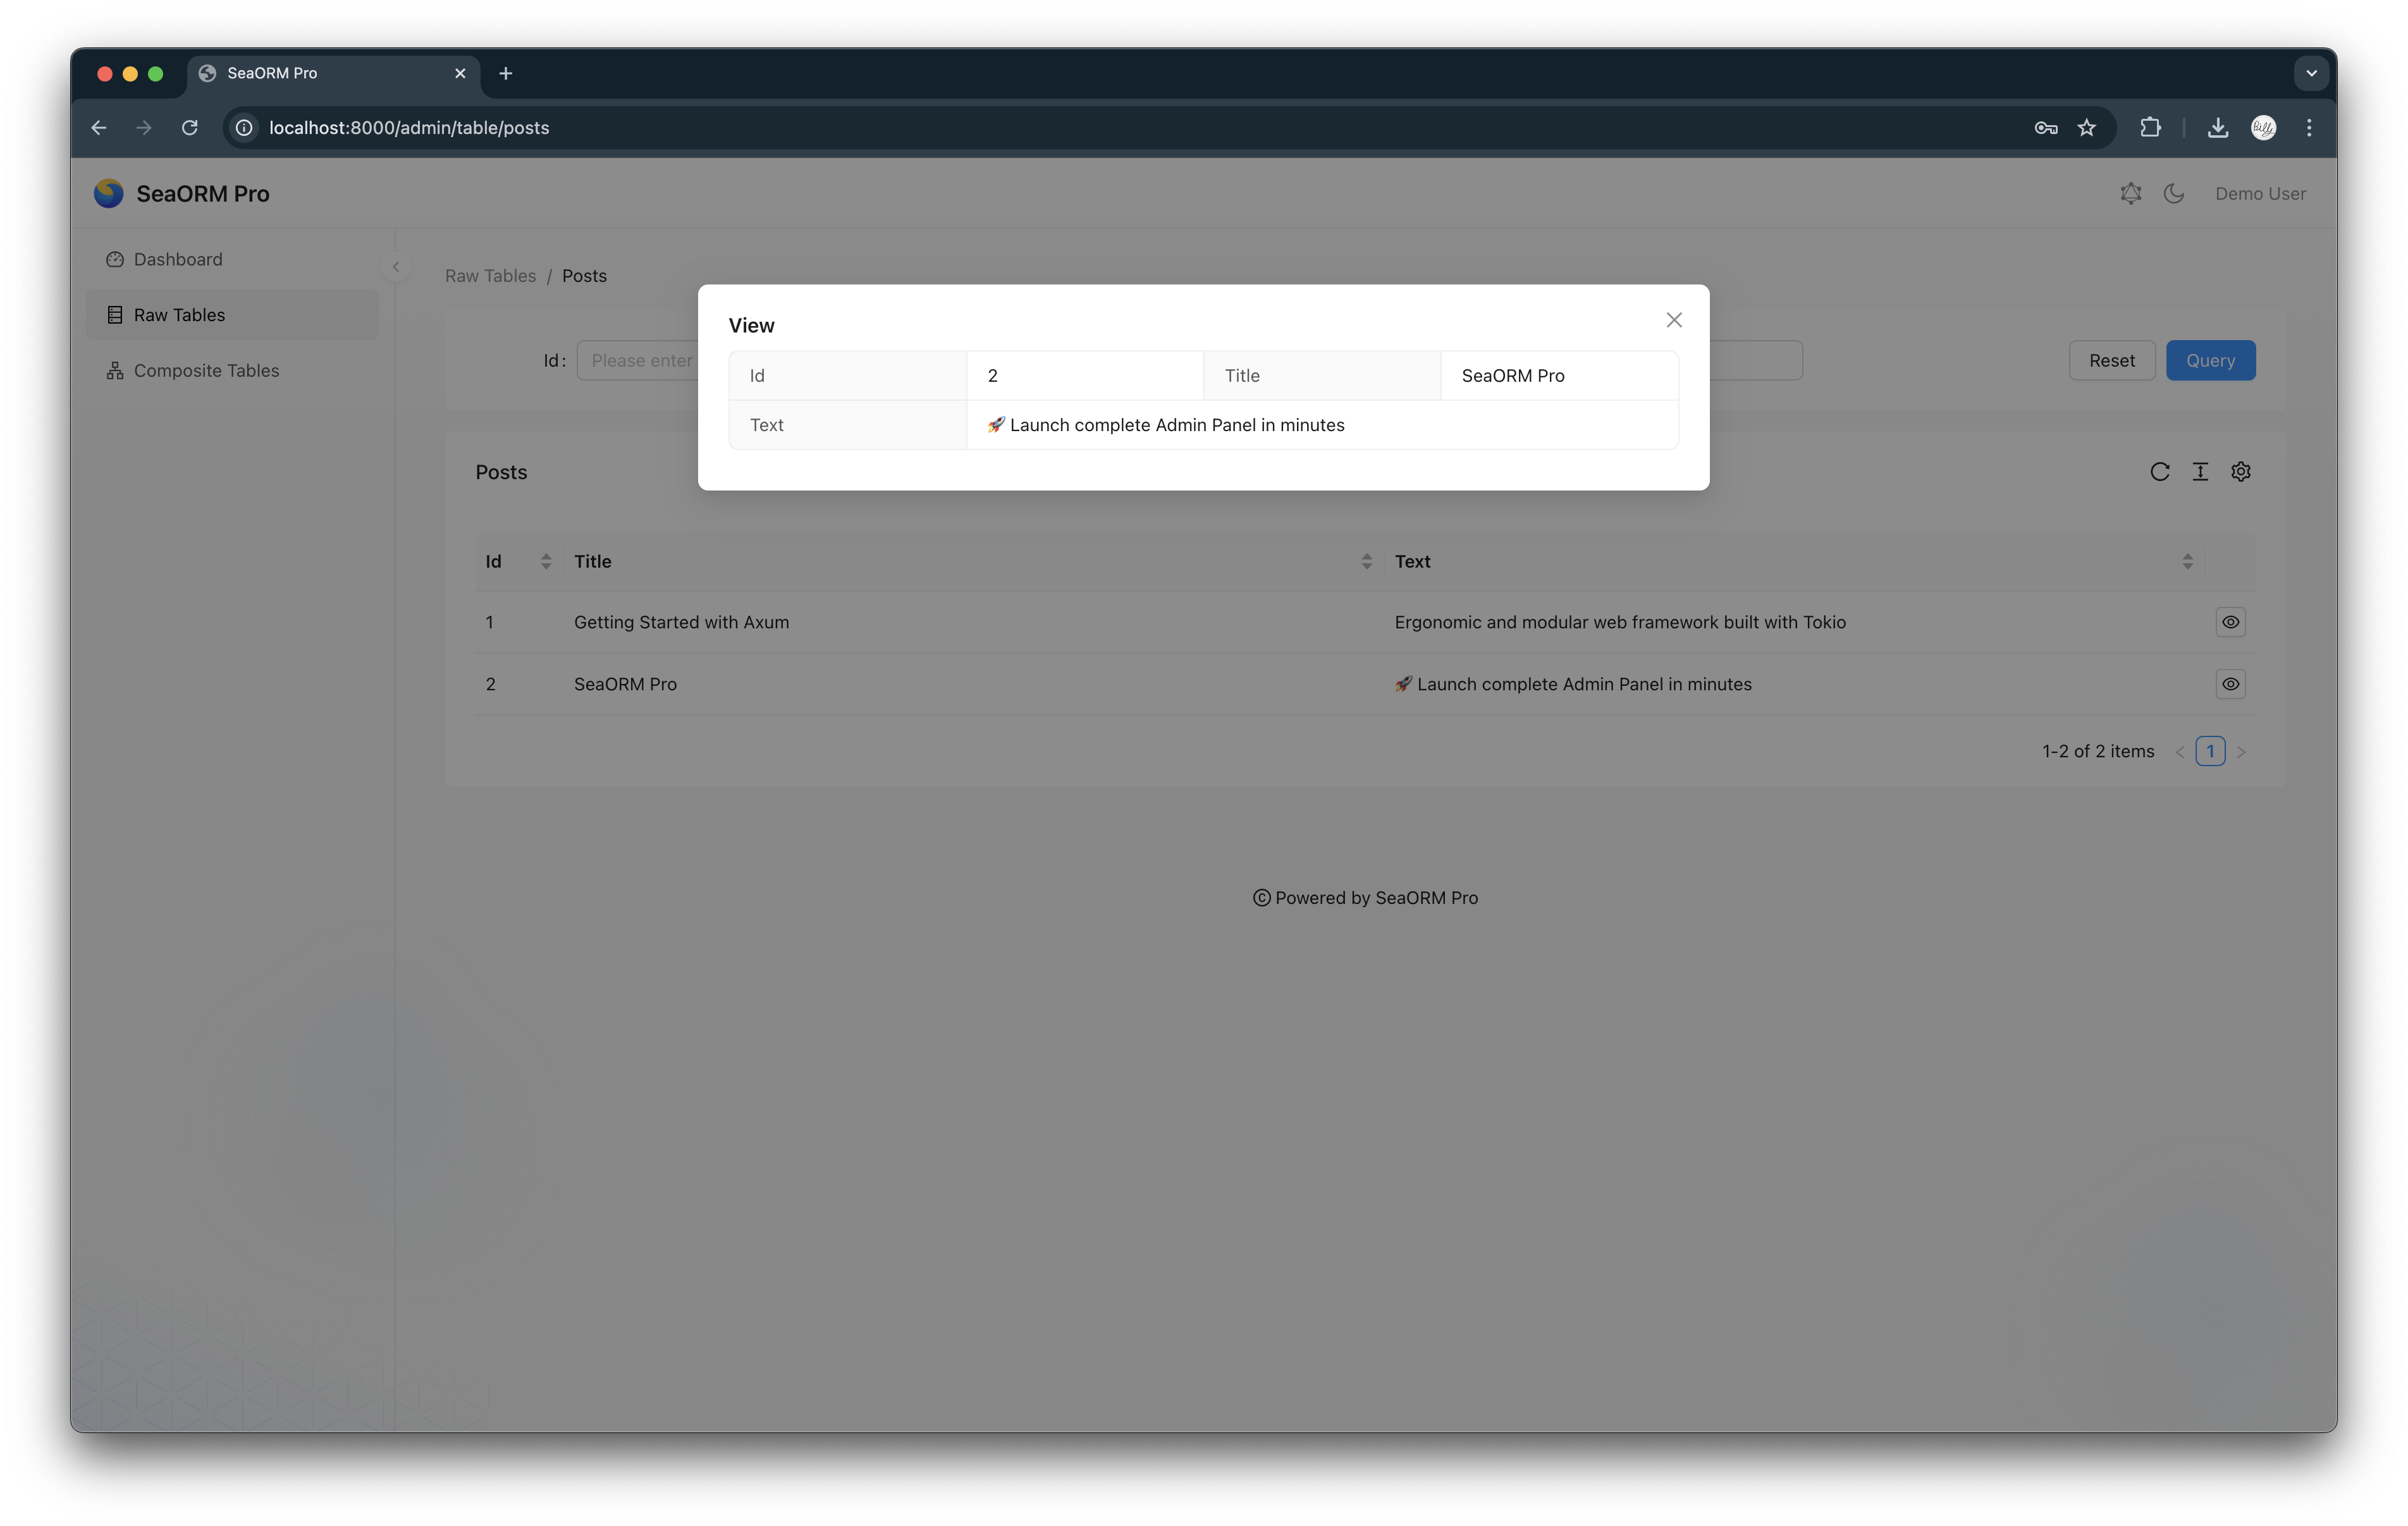 SeaORM Pro
localhost:8000/admin/table/posts
Billy
SeaORM Pro
Demo User
Dashboard
Raw Tables
Composite Tables
Raw Tables / Posts
View
Id 2 Title SeaORM Pro
Text 🚀 Launch complete Admin Panel in minutes
Id: Please enter
Reset Query
Posts
Id Title Text
1 Getting Started with Axum Ergonomic and modular web framework built with Tokio
2 SeaORM Pro 🚀 Launch complete Admin Panel in minutes
1-2 of 2 items < 1 >
© Powered by SeaORM Pro